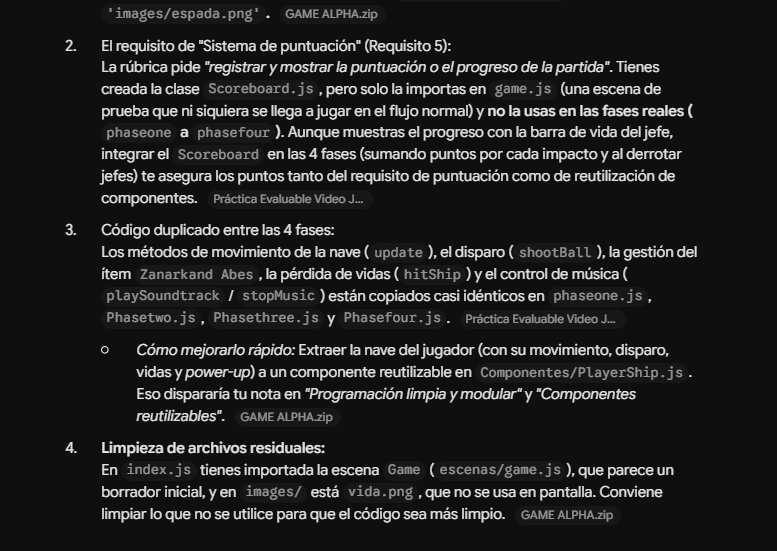 'images/espada.png'. GAME ALPHA.zip
2. El requisito de "Sistema de puntuación" (Requisito 5):
La rúbrica pide "registrar y mostrar la puntuación o el progreso de la partida". Tienes
creada la clase Scoreboard.js, pero solo la importas en game.js (una escena de
prueba que ni siquiera se llega a jugar en el flujo normal) y no la usas en las fases reales (
phaseone a phasefour). Aunque muestras el progreso con la barra de vida del jefe,
integrar el Scoreboard en las 4 fases (sumando puntos por cada impacto y al derrotar
jefes) te asegura los puntos tanto del requisito de puntuación como de reutilización de
componentes. Práctica Evaluable Video J...
3. Código duplicado entre las 4 fases:
Los métodos de movimiento de la nave (update), el disparo (shootBall), la gestión del
ítem Zanarkand Abes, la pérdida de vidas (hitShip) y el control de música (
playSoundtrack / stopMusic) están copiados casi idénticos en phaseone.js,
Phasetwo.js, Phasethree.js y Phasefour.js. Práctica Evaluable Video J...
○ Cómo mejorarlo rápido: Extraer la nave del jugador (con su movimiento, disparo,
vidas y power-up) a un componente reutilizable en Componentes/PlayerShip.js.
Eso dispararía tu nota en "Programación limpia y modular" y "Componentes
reutilizables". GAME ALPHA.zip
4. Limpieza de archivos residuales:
En index.js tienes importada la escena Game (escenas/game.js), que parece un
borrador inicial, y en images/ está vida.png, que no se usa en pantalla. Conviene
limpiar lo que no se utilice para que el código sea más limpio. GAME ALPHA.zip